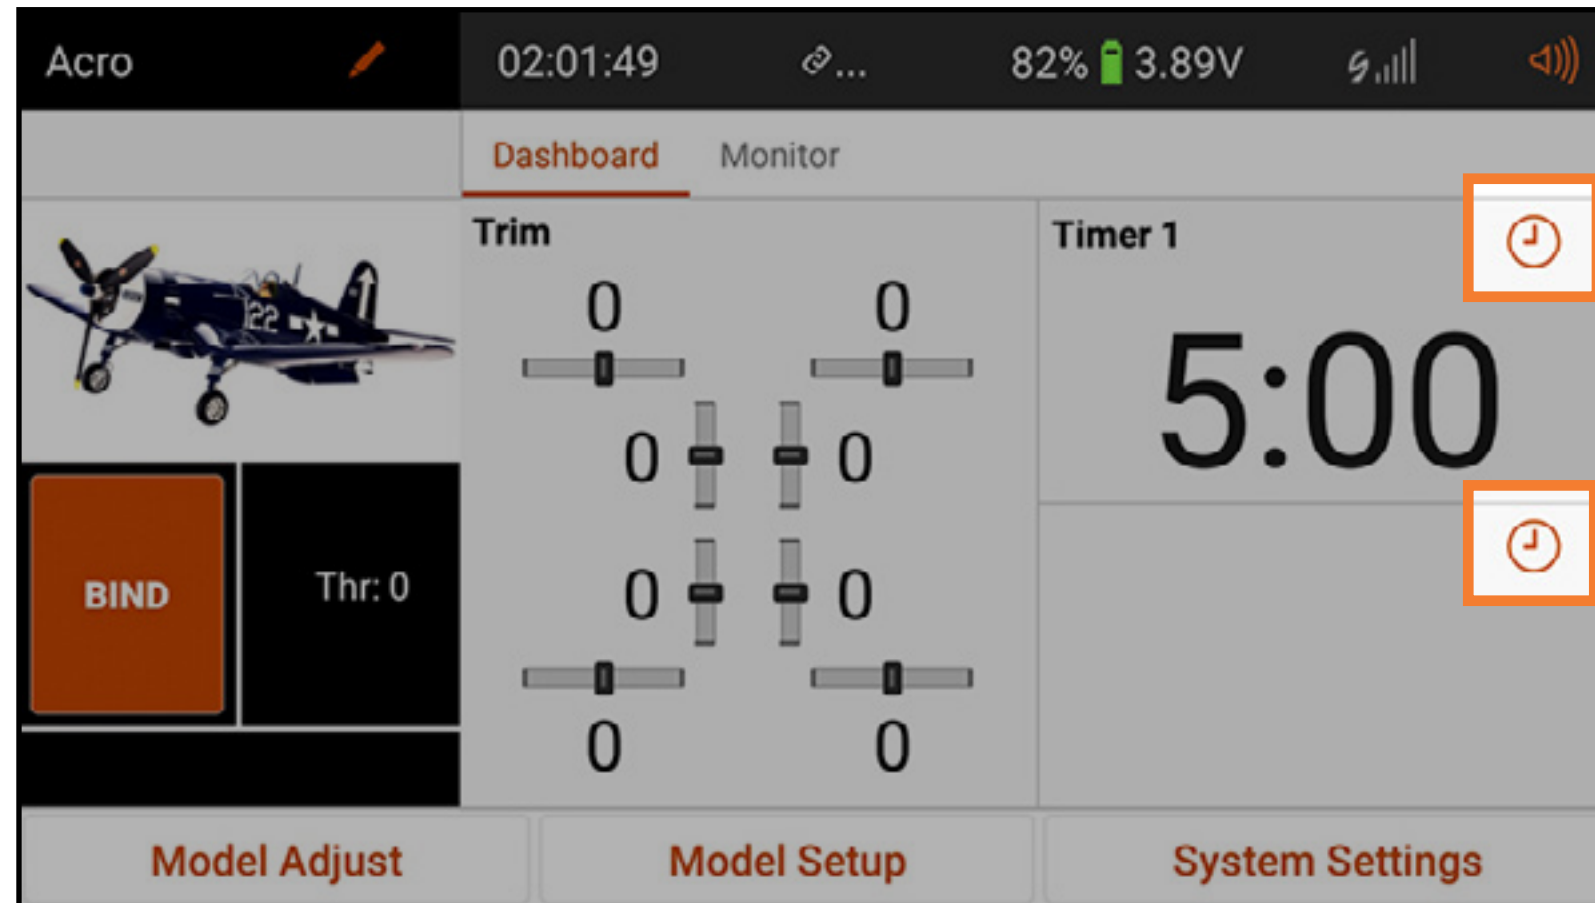 Acro 02:01:49 ... 82% 3.89V
Dashboard Monitor
Trim Timer 1
0 0
5:00
0 0
22
BIND Thr: 0 0 0
0 0
Model Adjust Model Setup System Settings